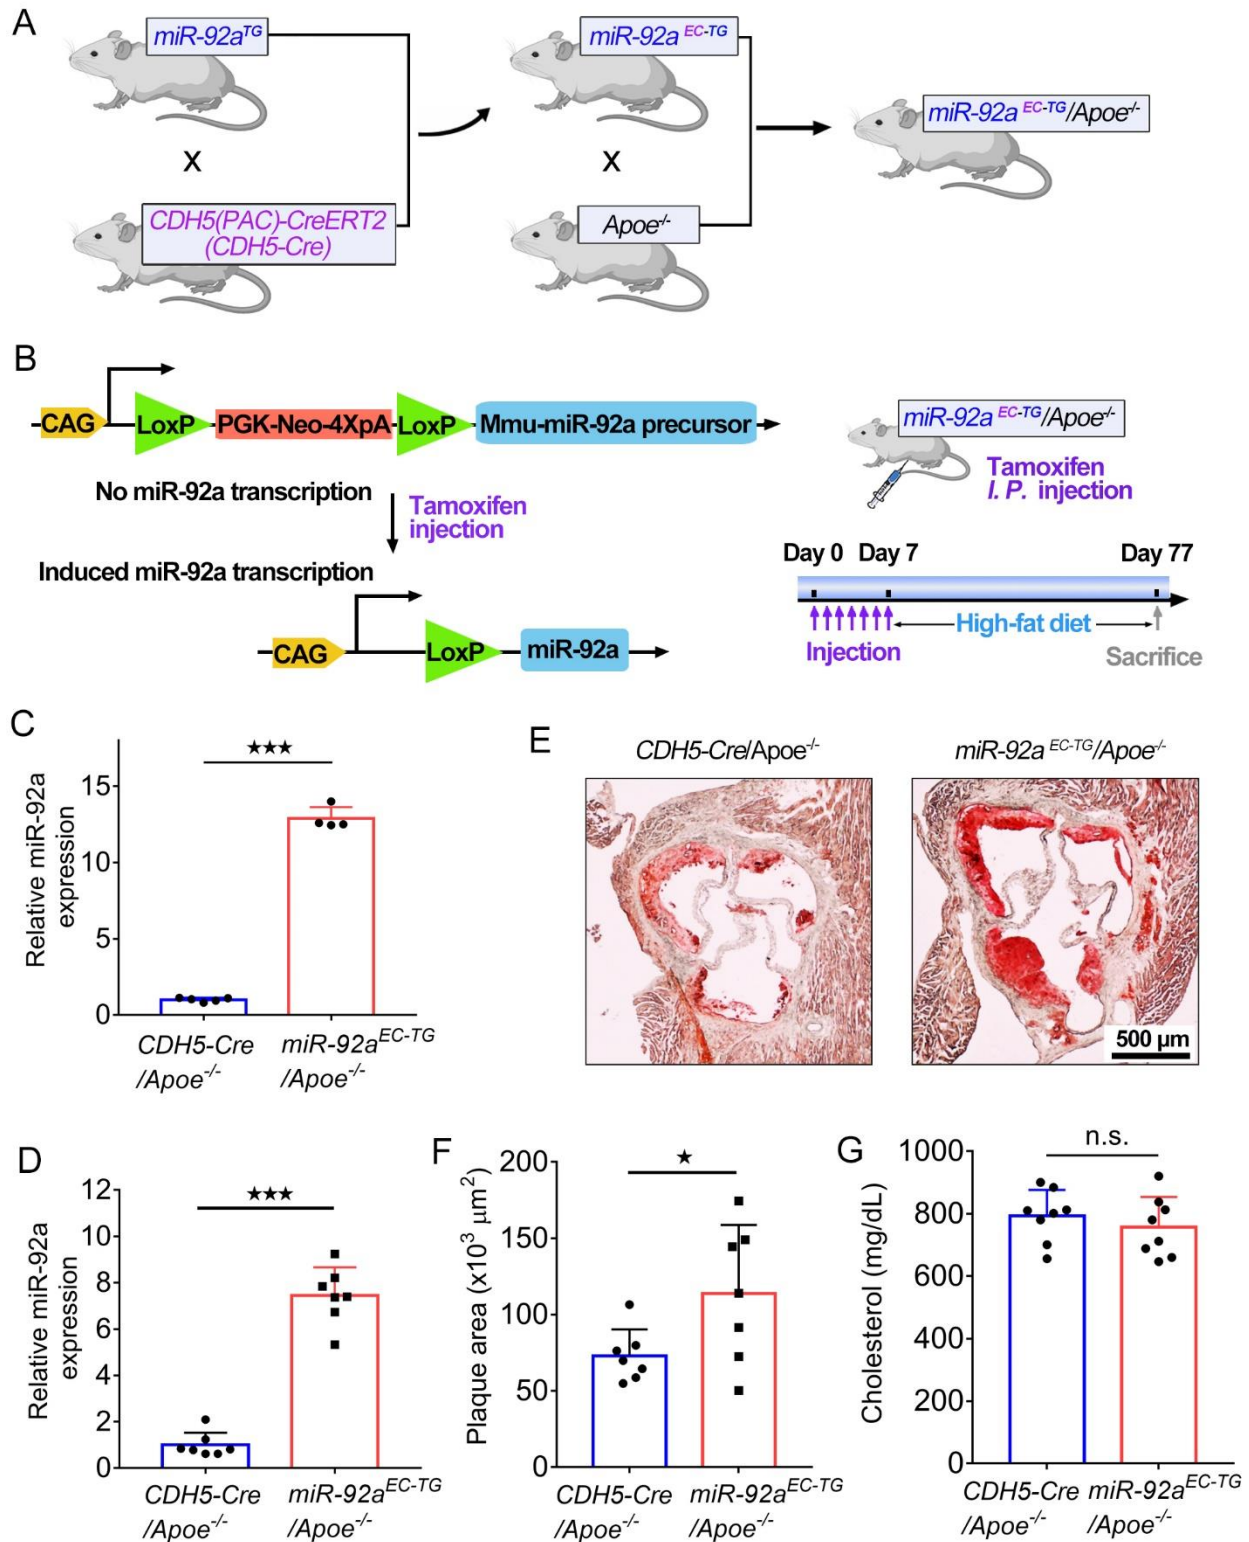 A
miR-92aTG
X
CDH5(PAC)-CreERT2
(CDH5-Cre)
miR-92a EC-TG
X
Apoe-/-
miR-92a EC-TG/Apoe-/-
B
CAG
LoxP
PGK-Neo-4XpA
LoxP
Mmu-miR-92a precursor
No miR-92a transcription
Tamoxifen
injection
Induced miR-92a transcription
CAG
LoxP
miR-92a
miR-92a EC-TG/Apoe-/-
Tamoxifen
I. P. injection
Day 0
Day 7
Day 77
High-fat diet
Injection
Sacrifice
C
★★★
Relative miR-92a
expression
15
10
5
0
CDH5-Cre
/Apoe-/-
miR-92aEC-TG
/Apoe-/-
E
CDH5-Cre/Apoe-/-
miR-92a EC-TG/Apoe-/-
500 µm
D
★★★
Relative miR-92a
expression
12
10
8
6
4
2
0
CDH5-Cre
/Apoe-/-
miR-92aEC-TG
/Apoe-/-
F
★
Plaque area (x10³ µm²)
200
150
100
50
0
CDH5-Cre
/Apoe-/-
miR-92aEC-TG
/Apoe-/-
G
n.s.
Cholesterol (mg/dL)
1000
800
600
400
200
0
CDH5-Cre
/Apoe-/-
miR-92aEC-TG
/Apoe-/-